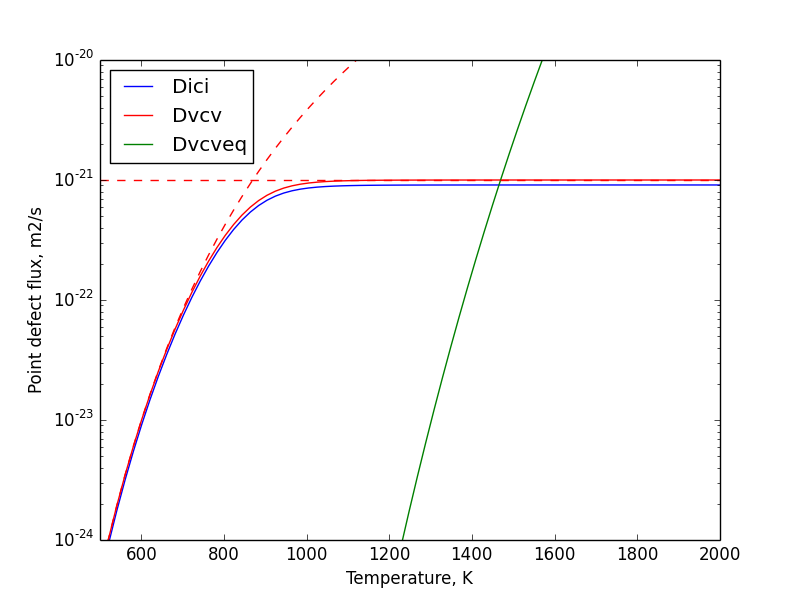 10^-20
10^-21
10^-22
10^-23
10^-24
Point defect flux, m2/s
Dici
Dvcv
Dvcveq
600 800 1000 1200 1400 1600 1800 2000
Temperature, K